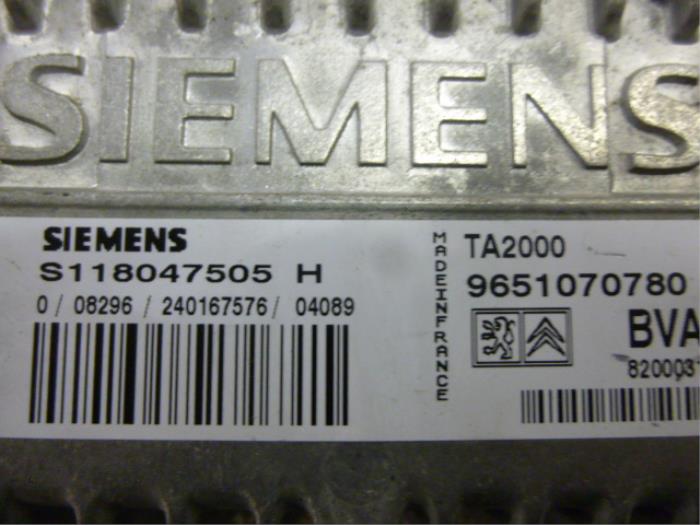 SIEMENS
SIEMENS
S118047505 H
0 / 08296 / 240167576 / 04089
MADEINFRANCE
TA2000
9651070780
BVA